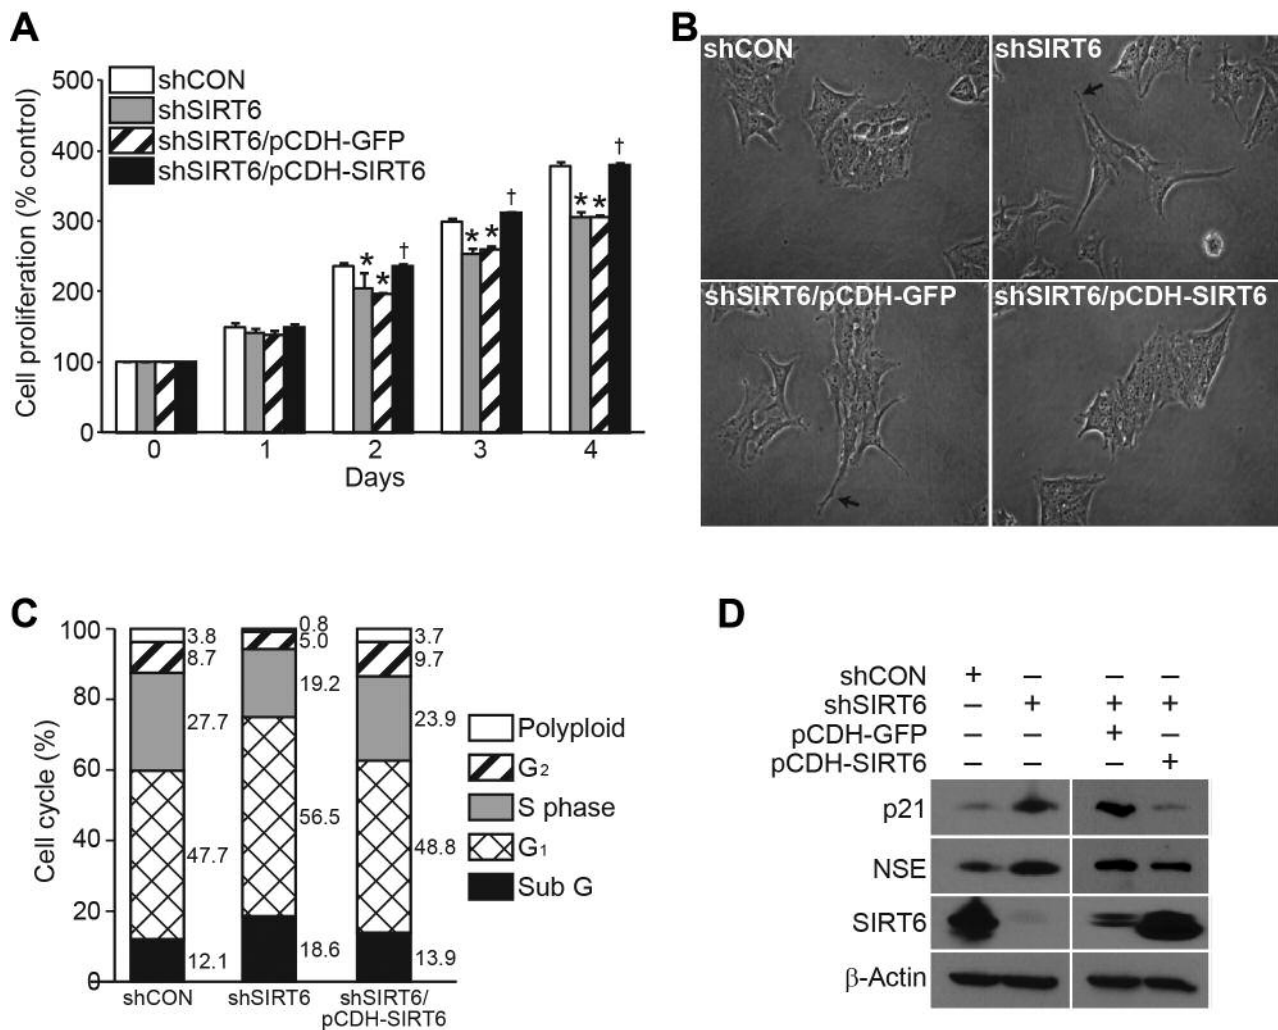 A
500
400
300
200
100
0
Cell proliferation (% control)
shCON
shSIRT6
shSIRT6/pCDH-GFP
shSIRT6/pCDH-SIRT6
* * †
* * †
* * †
0 1 2 3 4
Days
B
shCON
shSIRT6
shSIRT6/pCDH-GFP
shSIRT6/pCDH-SIRT6
C
100
80
60
40
20
0
Cell cycle (%)
3.8
8.7
27.7
47.7
12.1
0.8
5.0
19.2
56.5
18.6
3.7
9.7
23.9
48.8
13.9
shCON
shSIRT6
shSIRT6/
pCDH-SIRT6
Polyploid
G2
S phase
G1
Sub G
D
shCON + – – –
shSIRT6 – + + +
pCDH-GFP – – + –
pCDH-SIRT6 – – – +
p21
NSE
SIRT6
β-Actin